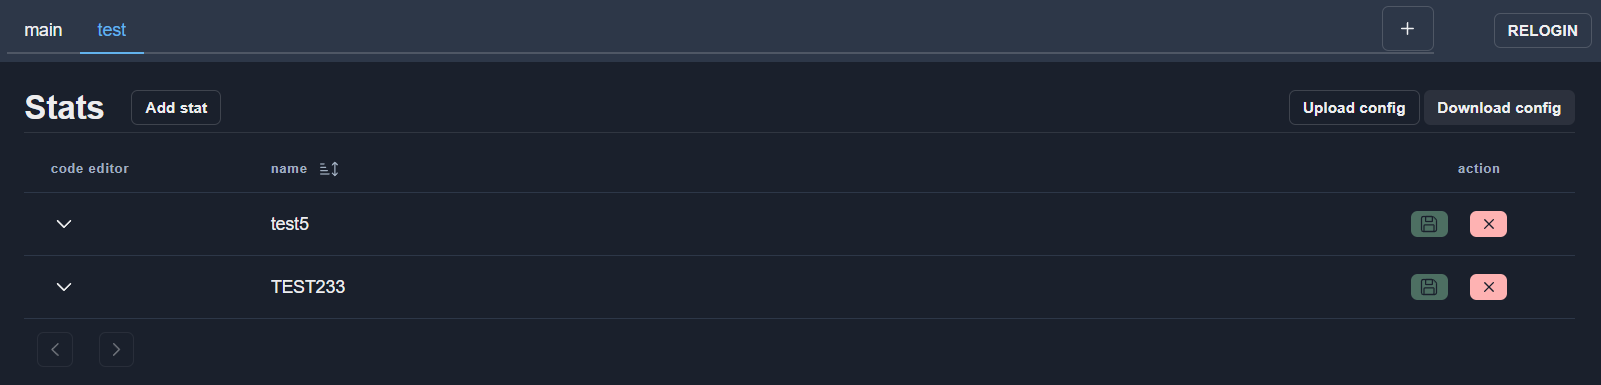 main test + RELOGIN
Stats Add stat Upload config Download config
code editor name action
test5
TEST233